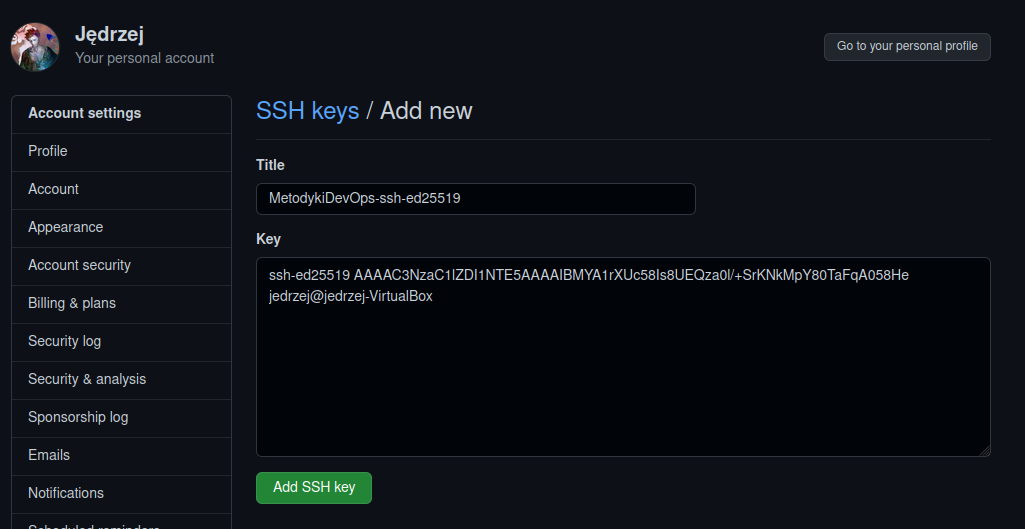 Jędrzej
Your personal account
Go to your personal profile
Account settings
Profile
Account
Appearance
Account security
Billing & plans
Security log
Security & analysis
Sponsorship log
Emails
Notifications
Scheduled reminders
SSH keys / Add new
Title
MetodykiDevOps-ssh-ed25519
Key
ssh-ed25519 AAAAC3NzaC1lZDI1NTE5AAAAIBMYA1rXUc58Is8UEQza0l/+SrKNkMpY80TaFqA058He
jedrzej@jedrzej-VirtualBox
Add SSH key